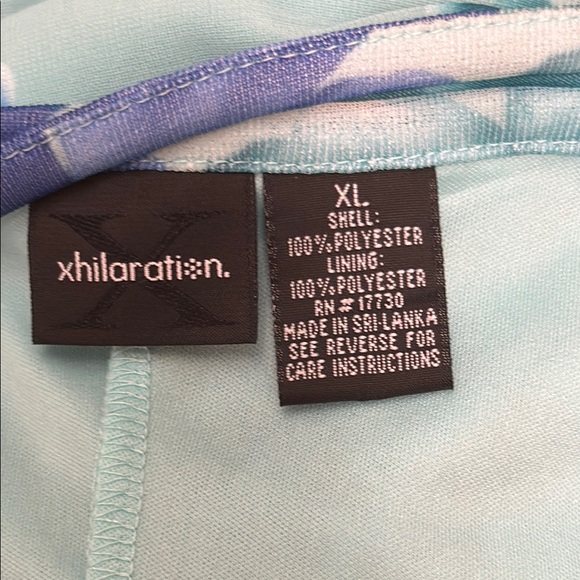 xhilaration.
X
XL
SHELL:
100%POLYESTER
LINING:
100%POLYESTER
RN #17730
MADE IN SRI-LANKA
SEE REVERSE FOR
CARE INSTRUCTIONS